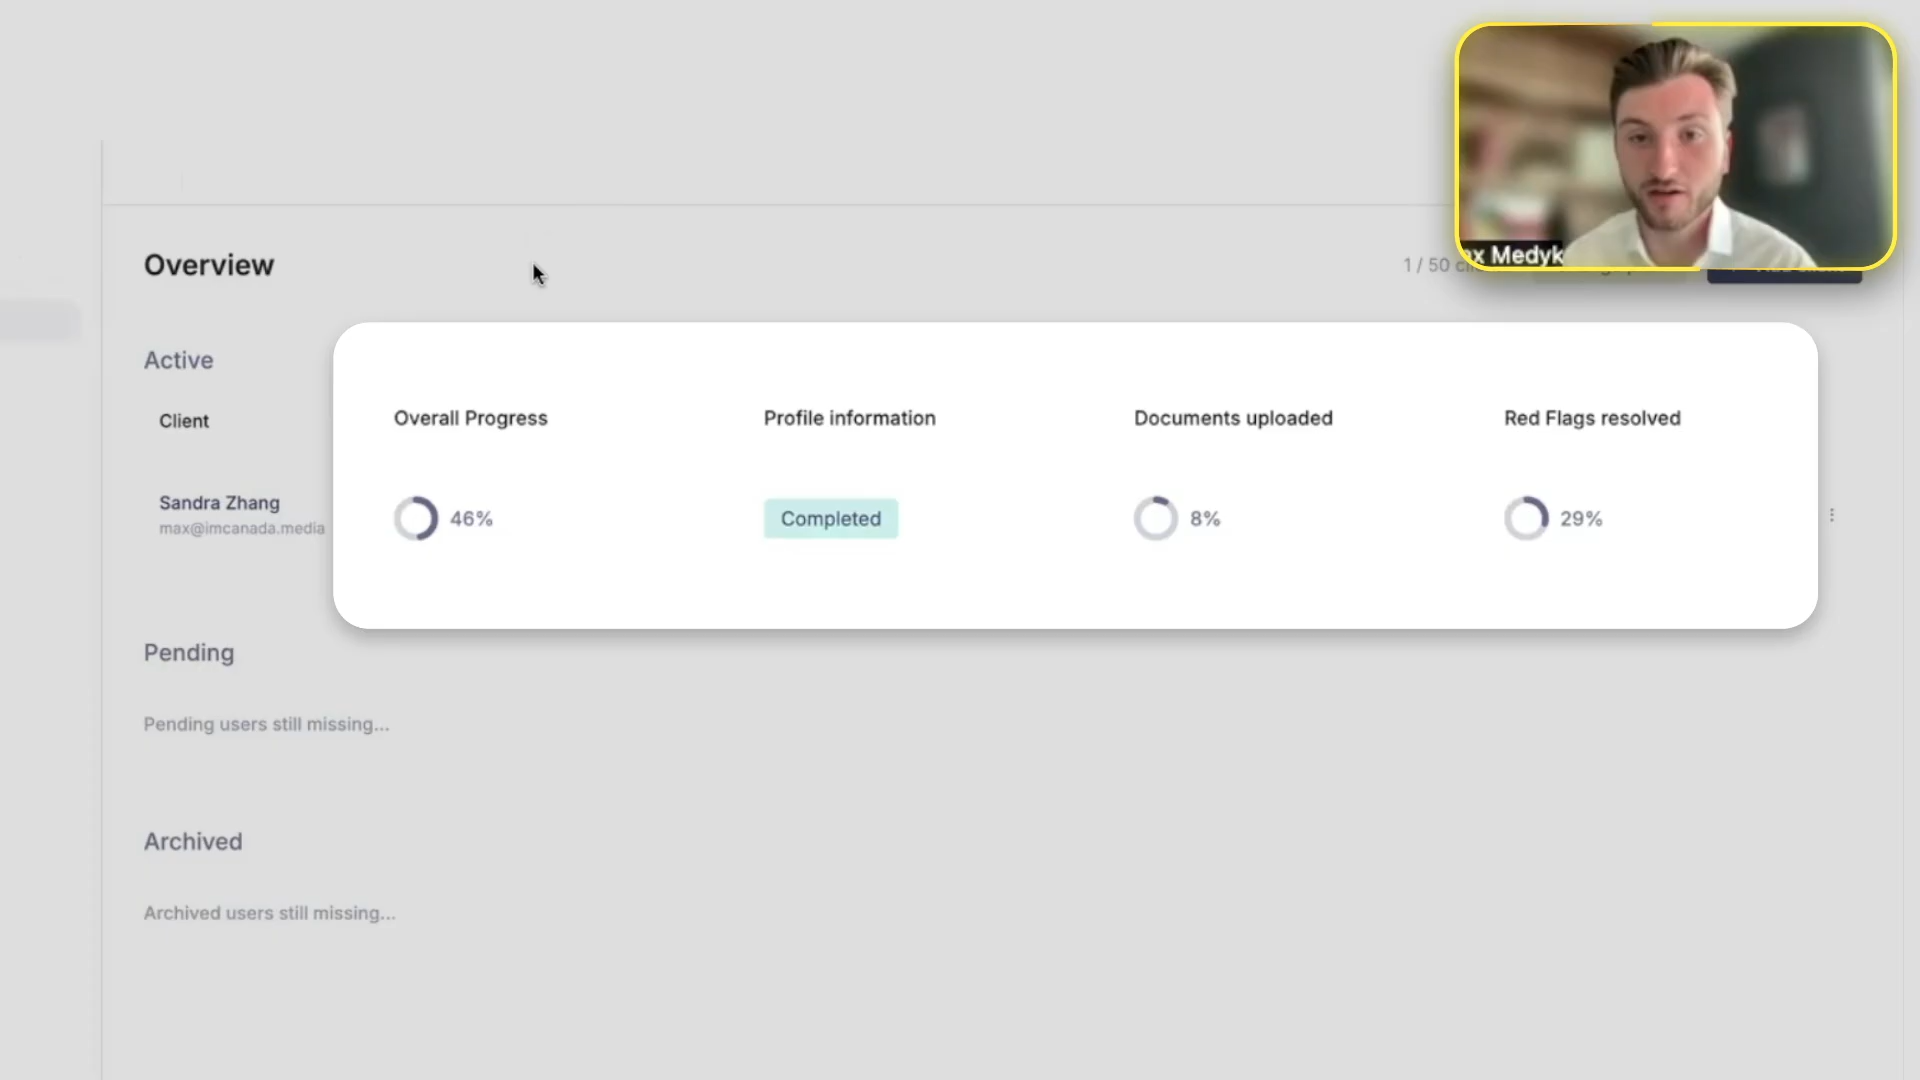 ax Medyk
Overview
1 / 50
Active
Client
Overall Progress
Profile information
Documents uploaded
Red Flags resolved
Sandra Zhang
max@imcanada.media
46%
Completed
8%
29%
Pending
Pending users still missing...
Archived
Archived users still missing...